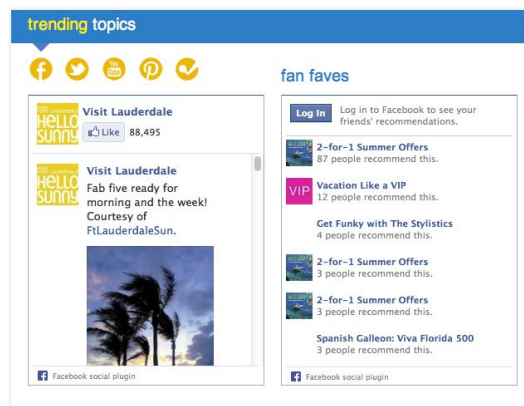 trending topics
fan faves
HELLO
SUNNY
Visit Lauderdale
Like 88,495
HELLO
SUNNY
Visit Lauderdale
Fab five ready for
morning and the week!
Courtesy of
FtLauderdaleSun.
Facebook social plugin
Log In
Log in to Facebook to see your
friends' recommendations.
2-for-1 Summer Offers
87 people recommend this.
VIP
Vacation Like a VIP
12 people recommend this.
Get Funky with The Stylistics
4 people recommend this.
2-for-1 Summer Offers
3 people recommend this.
2-for-1 Summer Offers
3 people recommend this.
Spanish Galleon: Viva Florida 500
3 people recommend this.
Facebook social plugin